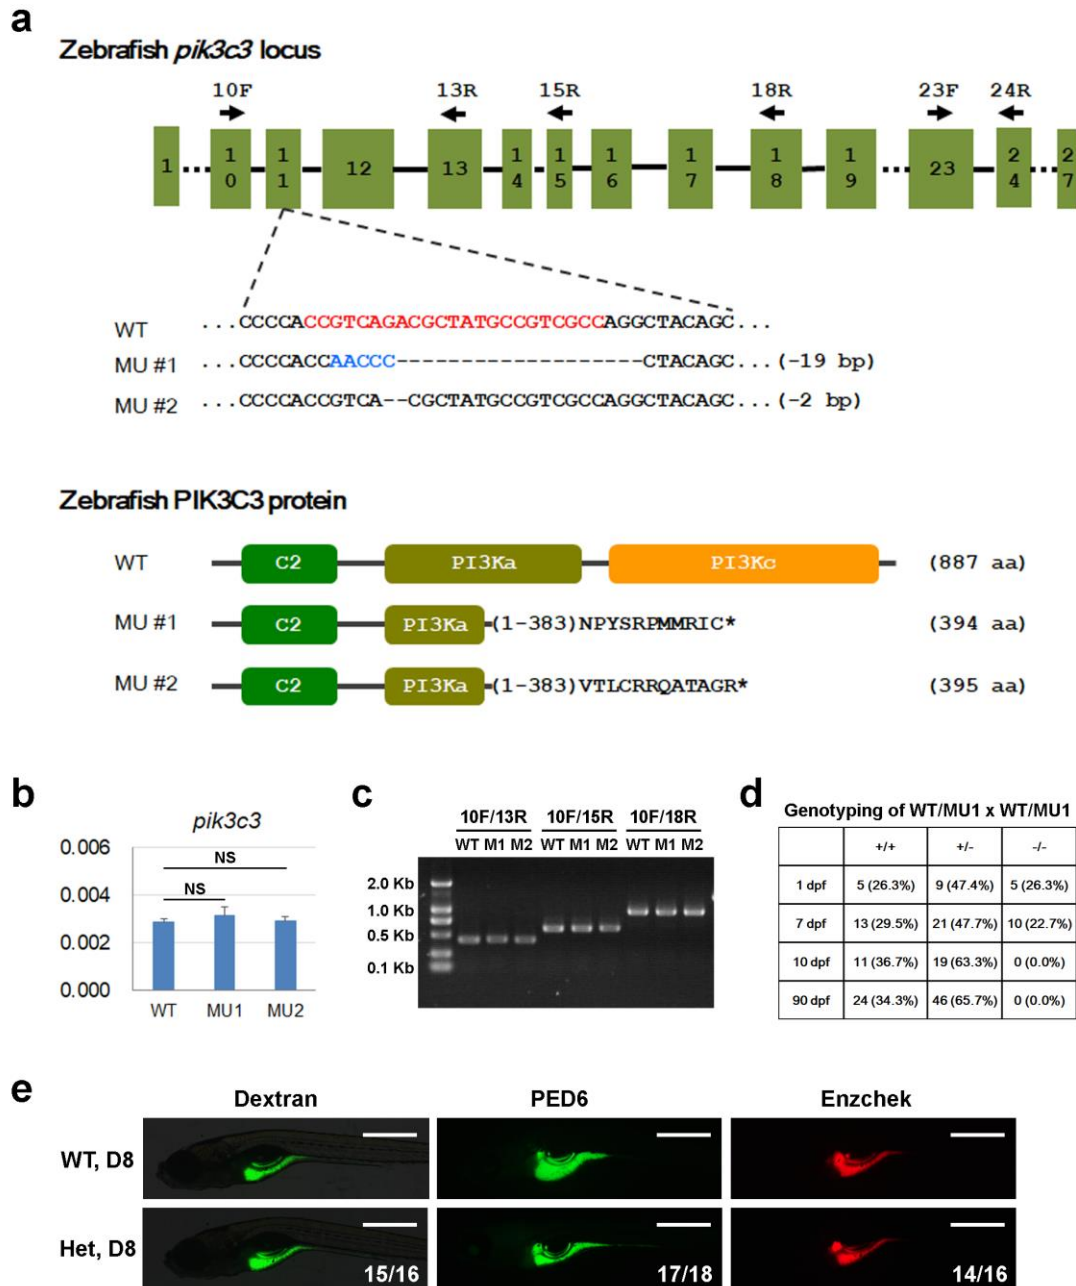 a
Zebrafish pik3c3 locus
10F 13R 15R 18R 23F 24R
1 10 11 12 13 14 15 16 17 18 19 23 24 27
WT ...CCCCACCGTCAGACGCTATGCCGTCGCCAGGCTACAGC...
MU #1 ...CCCCACCAACCC-------------------CTACAGC... (-19 bp)
MU #2 ...CCCCACCGTCA--CGCTATGCCGTCGCCAGGCTACAGC... (-2 bp)
Zebrafish PIK3C3 protein
WT C2 PI3Ka PI3Kc (887 aa)
MU #1 C2 PI3Ka (1-383)NPYSRPMMRIC* (394 aa)
MU #2 C2 PI3Ka (1-383)VTLCRRQATAGR* (395 aa)
b
pik3c3
0.006
0.004
0.002
0.000
NS
NS
WT MU1 MU2
c
10F/13R 10F/15R 10F/18R
WT M1 M2 WT M1 M2 WT M1 M2
2.0 Kb
1.0 Kb
0.5 Kb
0.1 Kb
d
Genotyping of WT/MU1 x WT/MU1
+/+ +/- -/-
1 dpf 5 (26.3%) 9 (47.4%) 5 (26.3%)
7 dpf 13 (29.5%) 21 (47.7%) 10 (22.7%)
10 dpf 11 (36.7%) 19 (63.3%) 0 (0.0%)
90 dpf 24 (34.3%) 46 (65.7%) 0 (0.0%)
e
Dextran PED6 Enzchek
WT, D8
Het, D8
15/16 17/18 14/16